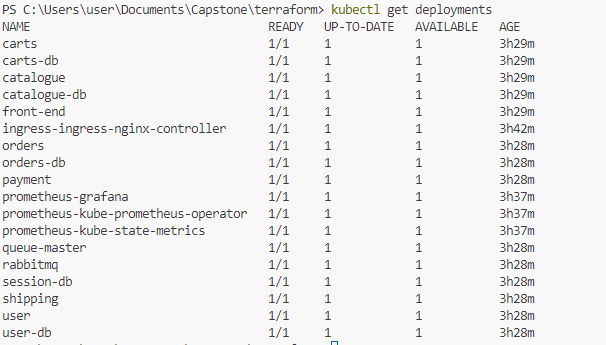 PS C:\Users\user\Documents\Capstone\terraform> kubectl get deployments
NAME READY UP-TO-DATE AVAILABLE AGE
carts 1/1 1 1 3h29m
carts-db 1/1 1 1 3h29m
catalogue 1/1 1 1 3h29m
catalogue-db 1/1 1 1 3h29m
front-end 1/1 1 1 3h29m
ingress-ingress-nginx-controller 1/1 1 1 3h42m
orders 1/1 1 1 3h28m
orders-db 1/1 1 1 3h28m
payment 1/1 1 1 3h28m
prometheus-grafana 1/1 1 1 3h37m
prometheus-kube-prometheus-operator 1/1 1 1 3h37m
prometheus-kube-state-metrics 1/1 1 1 3h37m
queue-master 1/1 1 1 3h28m
rabbitmq 1/1 1 1 3h28m
session-db 1/1 1 1 3h28m
shipping 1/1 1 1 3h28m
user 1/1 1 1 3h28m
user-db 1/1 1 1 3h28m